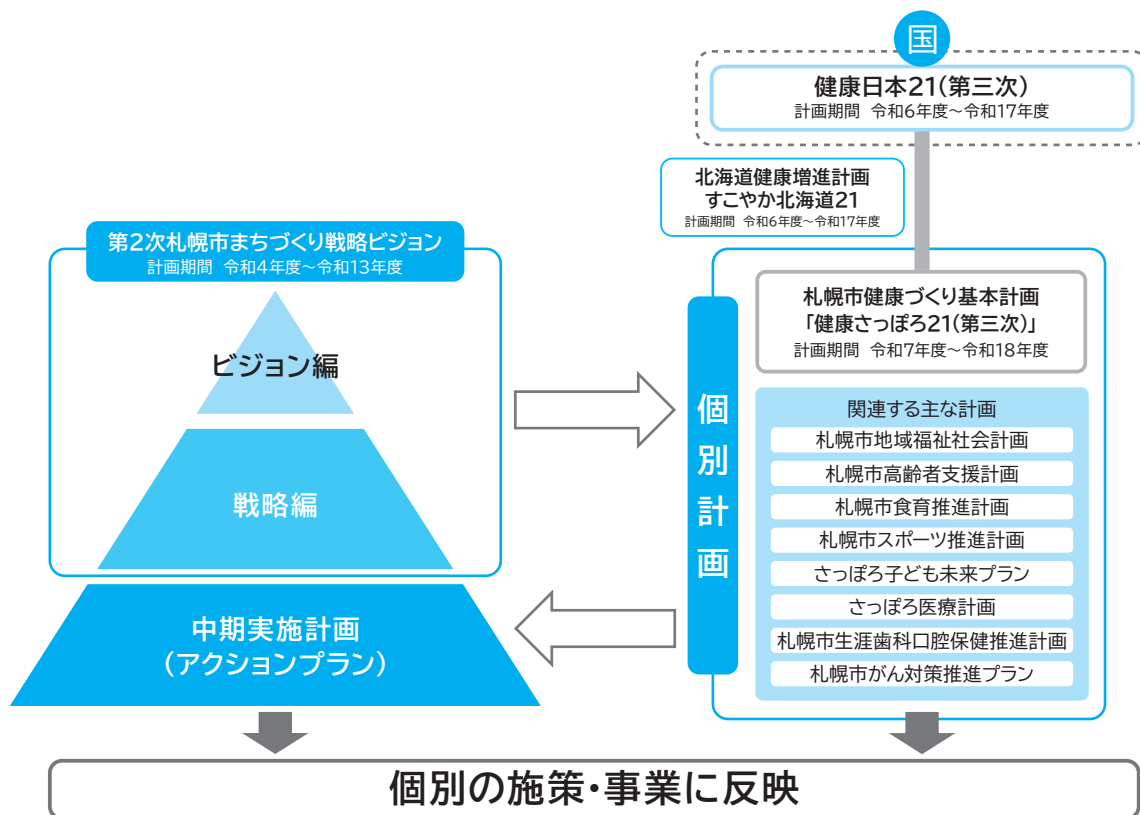 国
健康日本21(第三次)
計画期間 令和6年度～令和17年度
北海道健康増進計画
すこやか北海道21
計画期間 令和6年度～令和17年度
第2次札幌市まちづくり戦略ビジョン
計画期間 令和4年度～令和13年度
ビジョン編
戦略編
中期実施計画
(アクションプラン)
個別計画
札幌市健康づくり基本計画
「健康さっぽろ21(第三次)」
計画期間 令和7年度～令和18年度
関連する主な計画
札幌市地域福祉社会計画
札幌市高齢者支援計画
札幌市食育推進計画
札幌市スポーツ推進計画
さっぽろ子ども未来プラン
さっぽろ医療計画
札幌市生涯歯科口腔保健推進計画
札幌市がん対策推進プラン
個別の施策・事業に反映